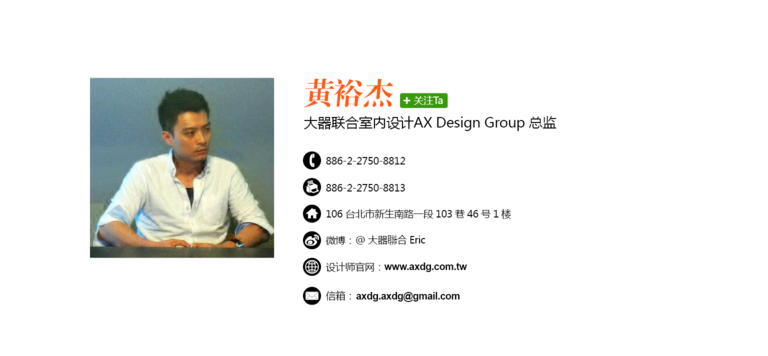 黄裕杰 + 关注Ta
大器联合室内设计AX Design Group 总监
886-2-2750-8812
886-2-2750-8813
106 台北市新生南路一段 103 巷 46 号 1 楼
微博：@ 大器聯合 Eric
设计师官网：www.axdg.com.tw
信箱：axdg.axdg@gmail.com